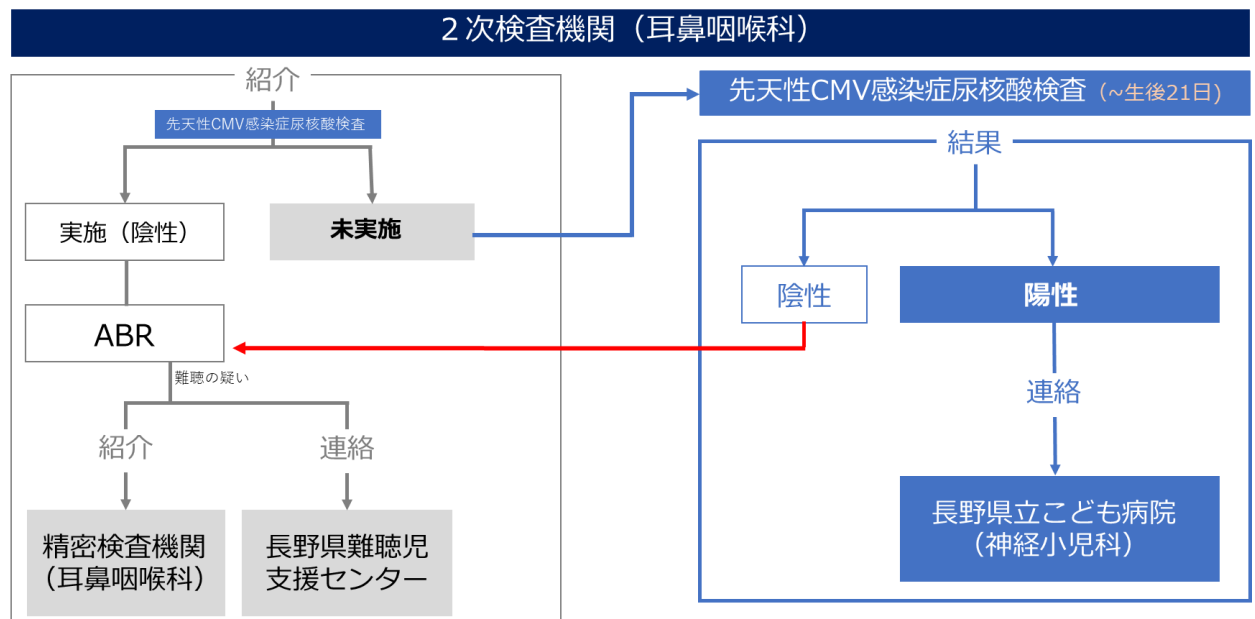 2次検査機関（耳鼻咽喉科）
紹介
先天性CMV感染症尿核酸検査
実施（陰性）
未実施
ABR
難聴の疑い
紹介
連絡
精密検査機関
（耳鼻咽喉科）
長野県難聴児
支援センター
先天性CMV感染症尿核酸検査（~生後21日）
結果
陰性
陽性
連絡
長野県立こども病院
（神経小児科）